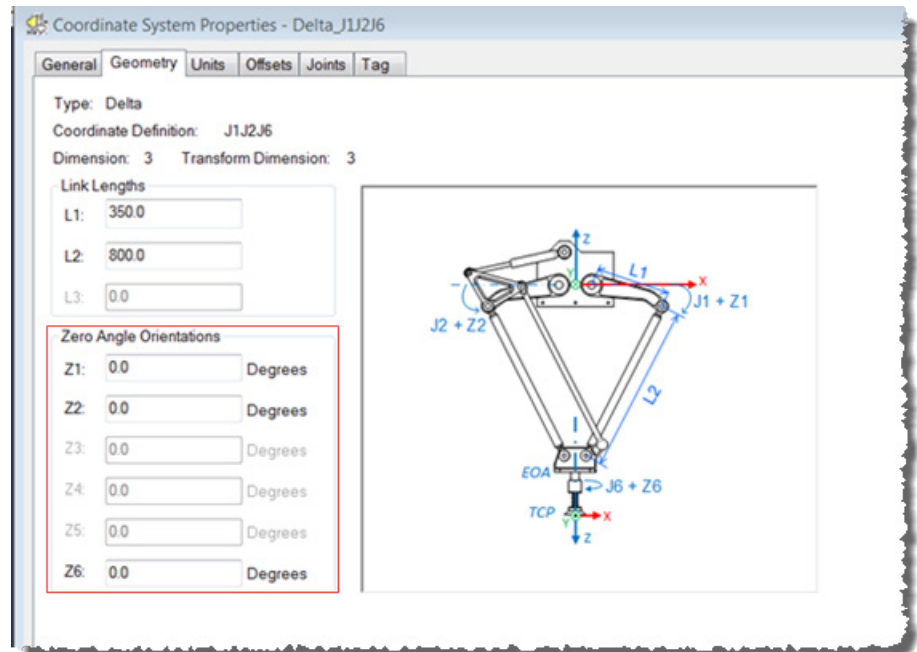 Coordinate System Properties - Delta_J1J2J6
General Geometry Units Offsets Joints Tag
Type: Delta
Coordinate Definition: J1J2J6
Dimension: 3 Transform Dimension: 3
Link Lengths
L1: 350.0
L2: 800.0
L3: 0.0
Zero Angle Orientations
Z1: 0.0 Degrees
Z2: 0.0 Degrees
Z3: 0.0 Degrees
Z4: 0.0 Degrees
Z5: 0.0 Degrees
Z6: 0.0 Degrees
Z
Y
L1
X
J1 + Z1
J2 + Z2
L2
EOA
J6 + Z6
TCP
Y
X
Z